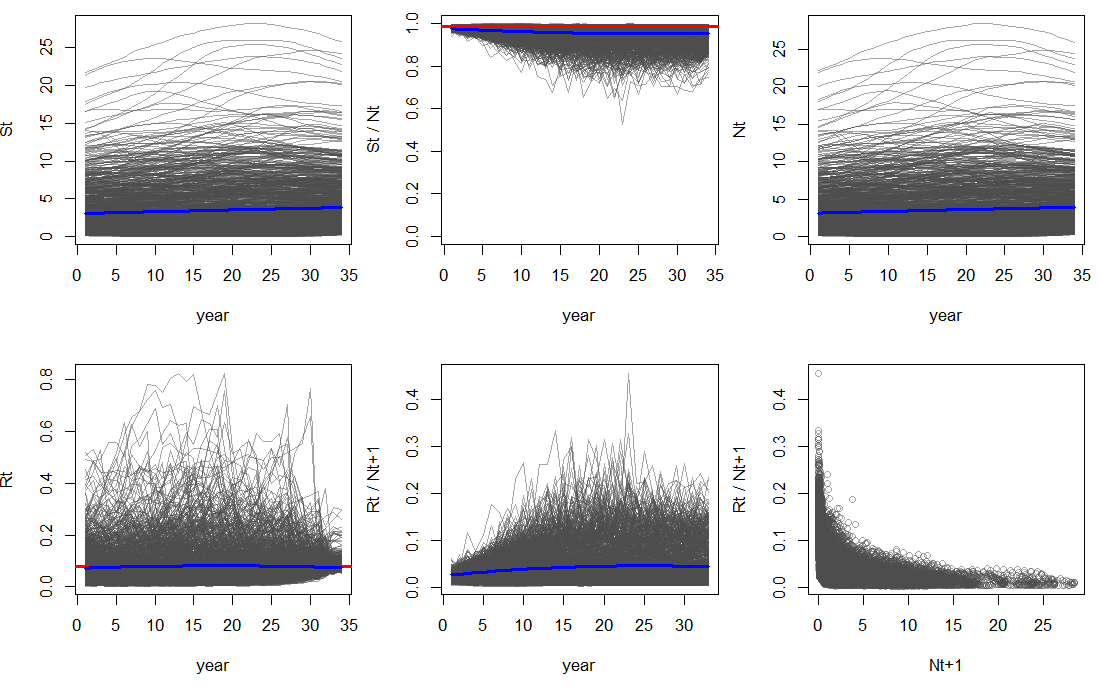 St
0 5 10 15 20 25
0 5 10 15 20 25 30 35
year
St / Nt
0.0 0.2 0.4 0.6 0.8 1.0
0 5 10 15 20 25 30 35
year
Nt
0 5 10 15 20 25
0 5 10 15 20 25 30 35
year
Rt
0.0 0.2 0.4 0.6 0.8
0 5 10 15 20 25 30 35
year
Rt / Nt+1
0.0 0.1 0.2 0.3 0.4
0 5 10 15 20 25 30
year
Rt / Nt+1
0.0 0.1 0.2 0.3 0.4
0 5 10 15 20 25
Nt+1